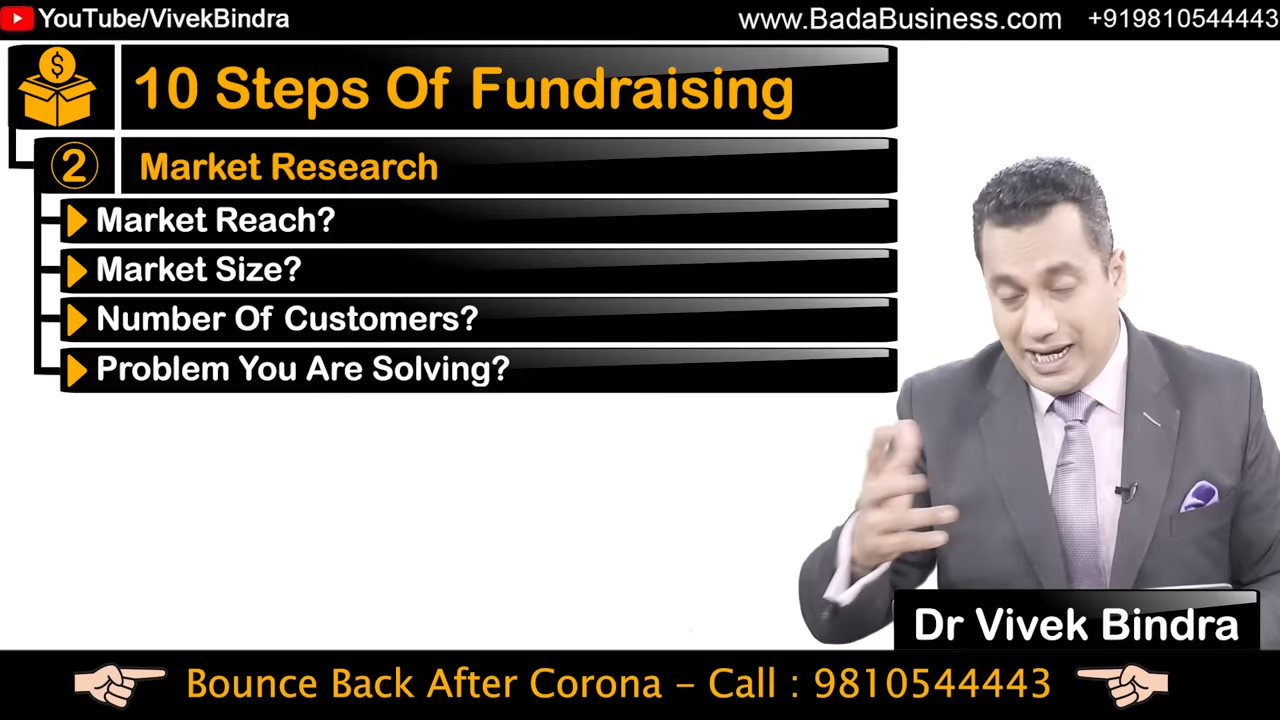 YouTube/VivekBindra
www.BadaBusiness.com +919810544443
$
10 Steps Of Fundraising
2 Market Research
Market Reach?
Market Size?
Number Of Customers?
Problem You Are Solving?
Dr Vivek Bindra
Bounce Back After Corona – Call : 9810544443